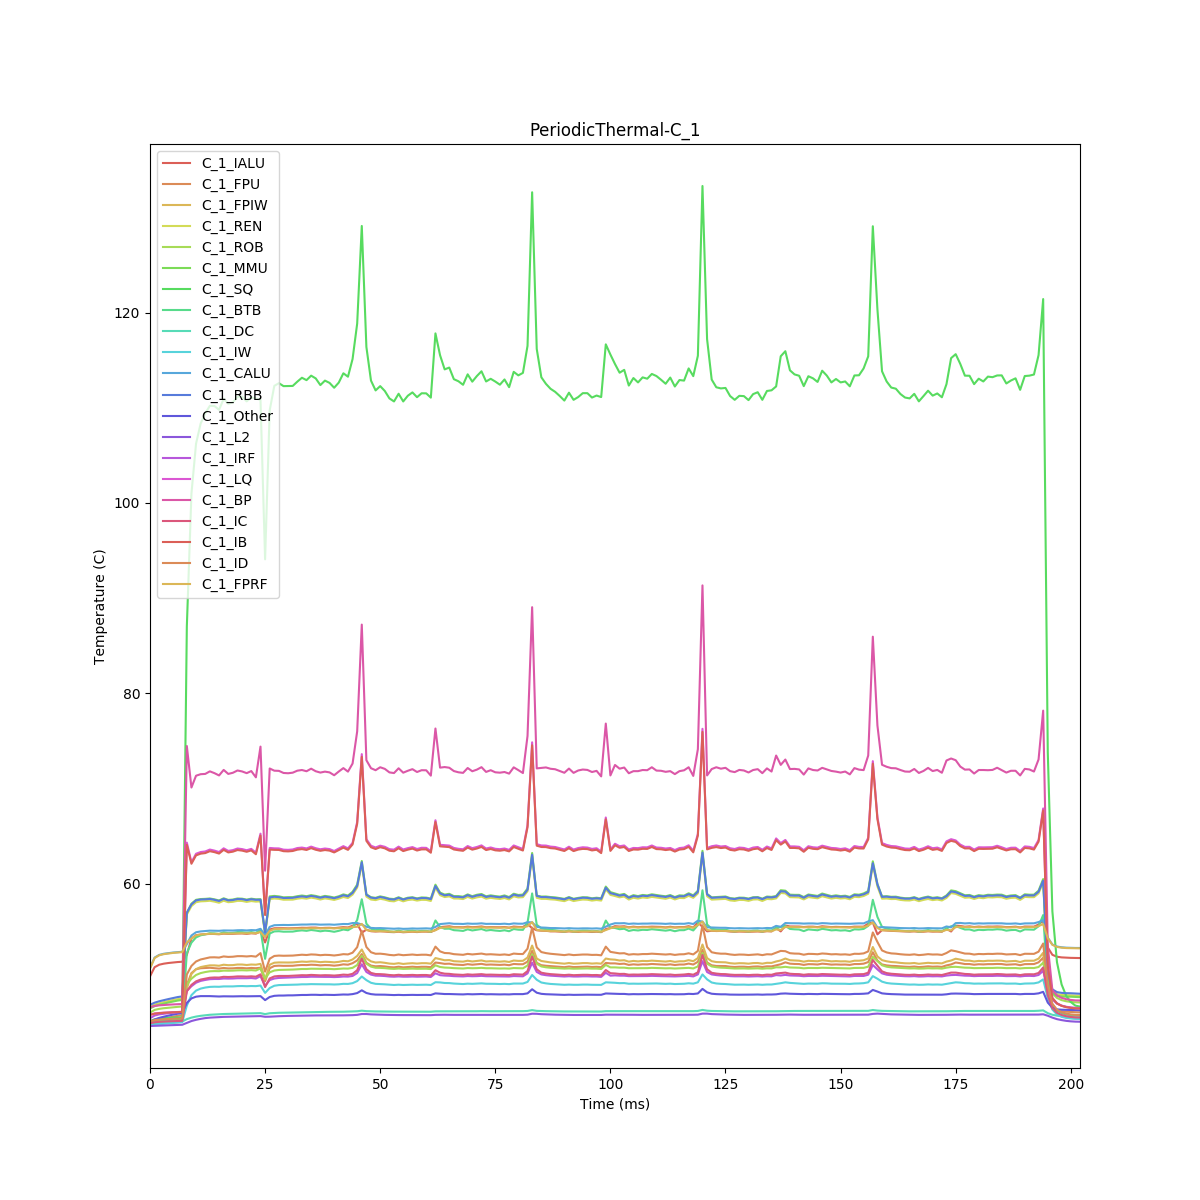 PeriodicThermal-C_1
C_1_IALU
C_1_FPU
C_1_FPIW
C_1_REN
C_1_ROB
C_1_MMU
C_1_SQ
C_1_BTB
C_1_DC
C_1_IW
C_1_CALU
C_1_RBB
C_1_Other
C_1_L2
C_1_IRF
C_1_LQ
C_1_BP
C_1_IC
C_1_IB
C_1_ID
C_1_FPRF
120
100
80
60
Temperature (C)
0 25 50 75 100 125 150 175 200
Time (ms)